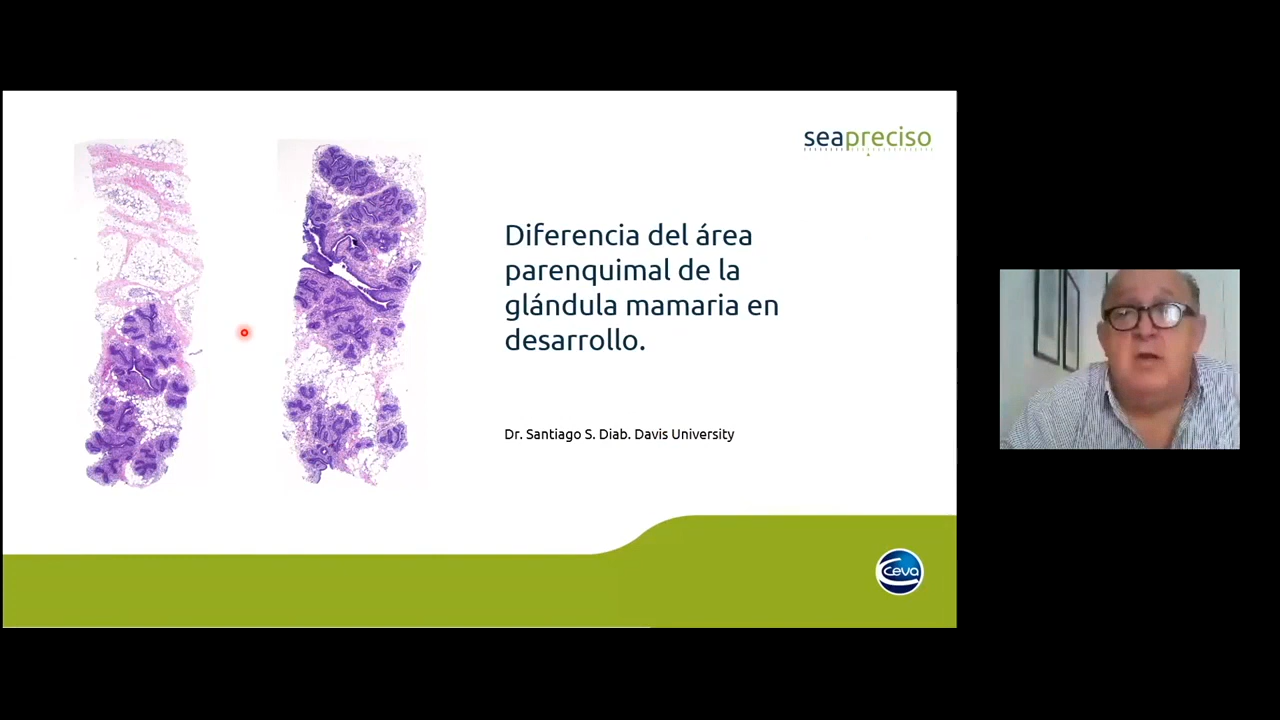 seapreciso
Diferencia del área
parenquimal de la
glándula mamaria en
desarrollo.
Dr. Santiago S. Diab. Davis University
ceva